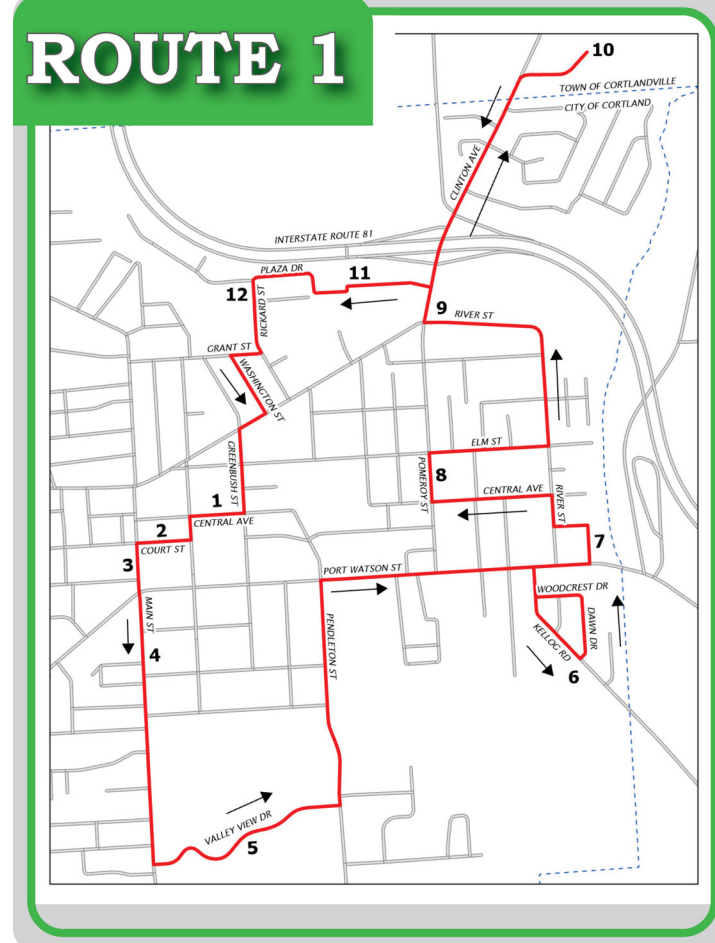 ROUTE 1
10
TOWN OF CORTLANDVILLE
CITY OF CORTLAND
CLINTON AVE
INTERSTATE ROUTE 81
PLAZA DR
11
12
RICKARD ST
9
RIVER ST
GRANT ST
WASHINGTON ST
ELM ST
GREENBUSH ST
POMEROY ST
8
CENTRAL AVE
RIVER ST
1
CENTRAL AVE
2
COURT ST
3
7
PORT WATSON ST
WOODCREST DR
MAIN ST
PENDLETON ST
DAWN DR
KELLOG RD
4
6
VALLEY VIEW DR
5